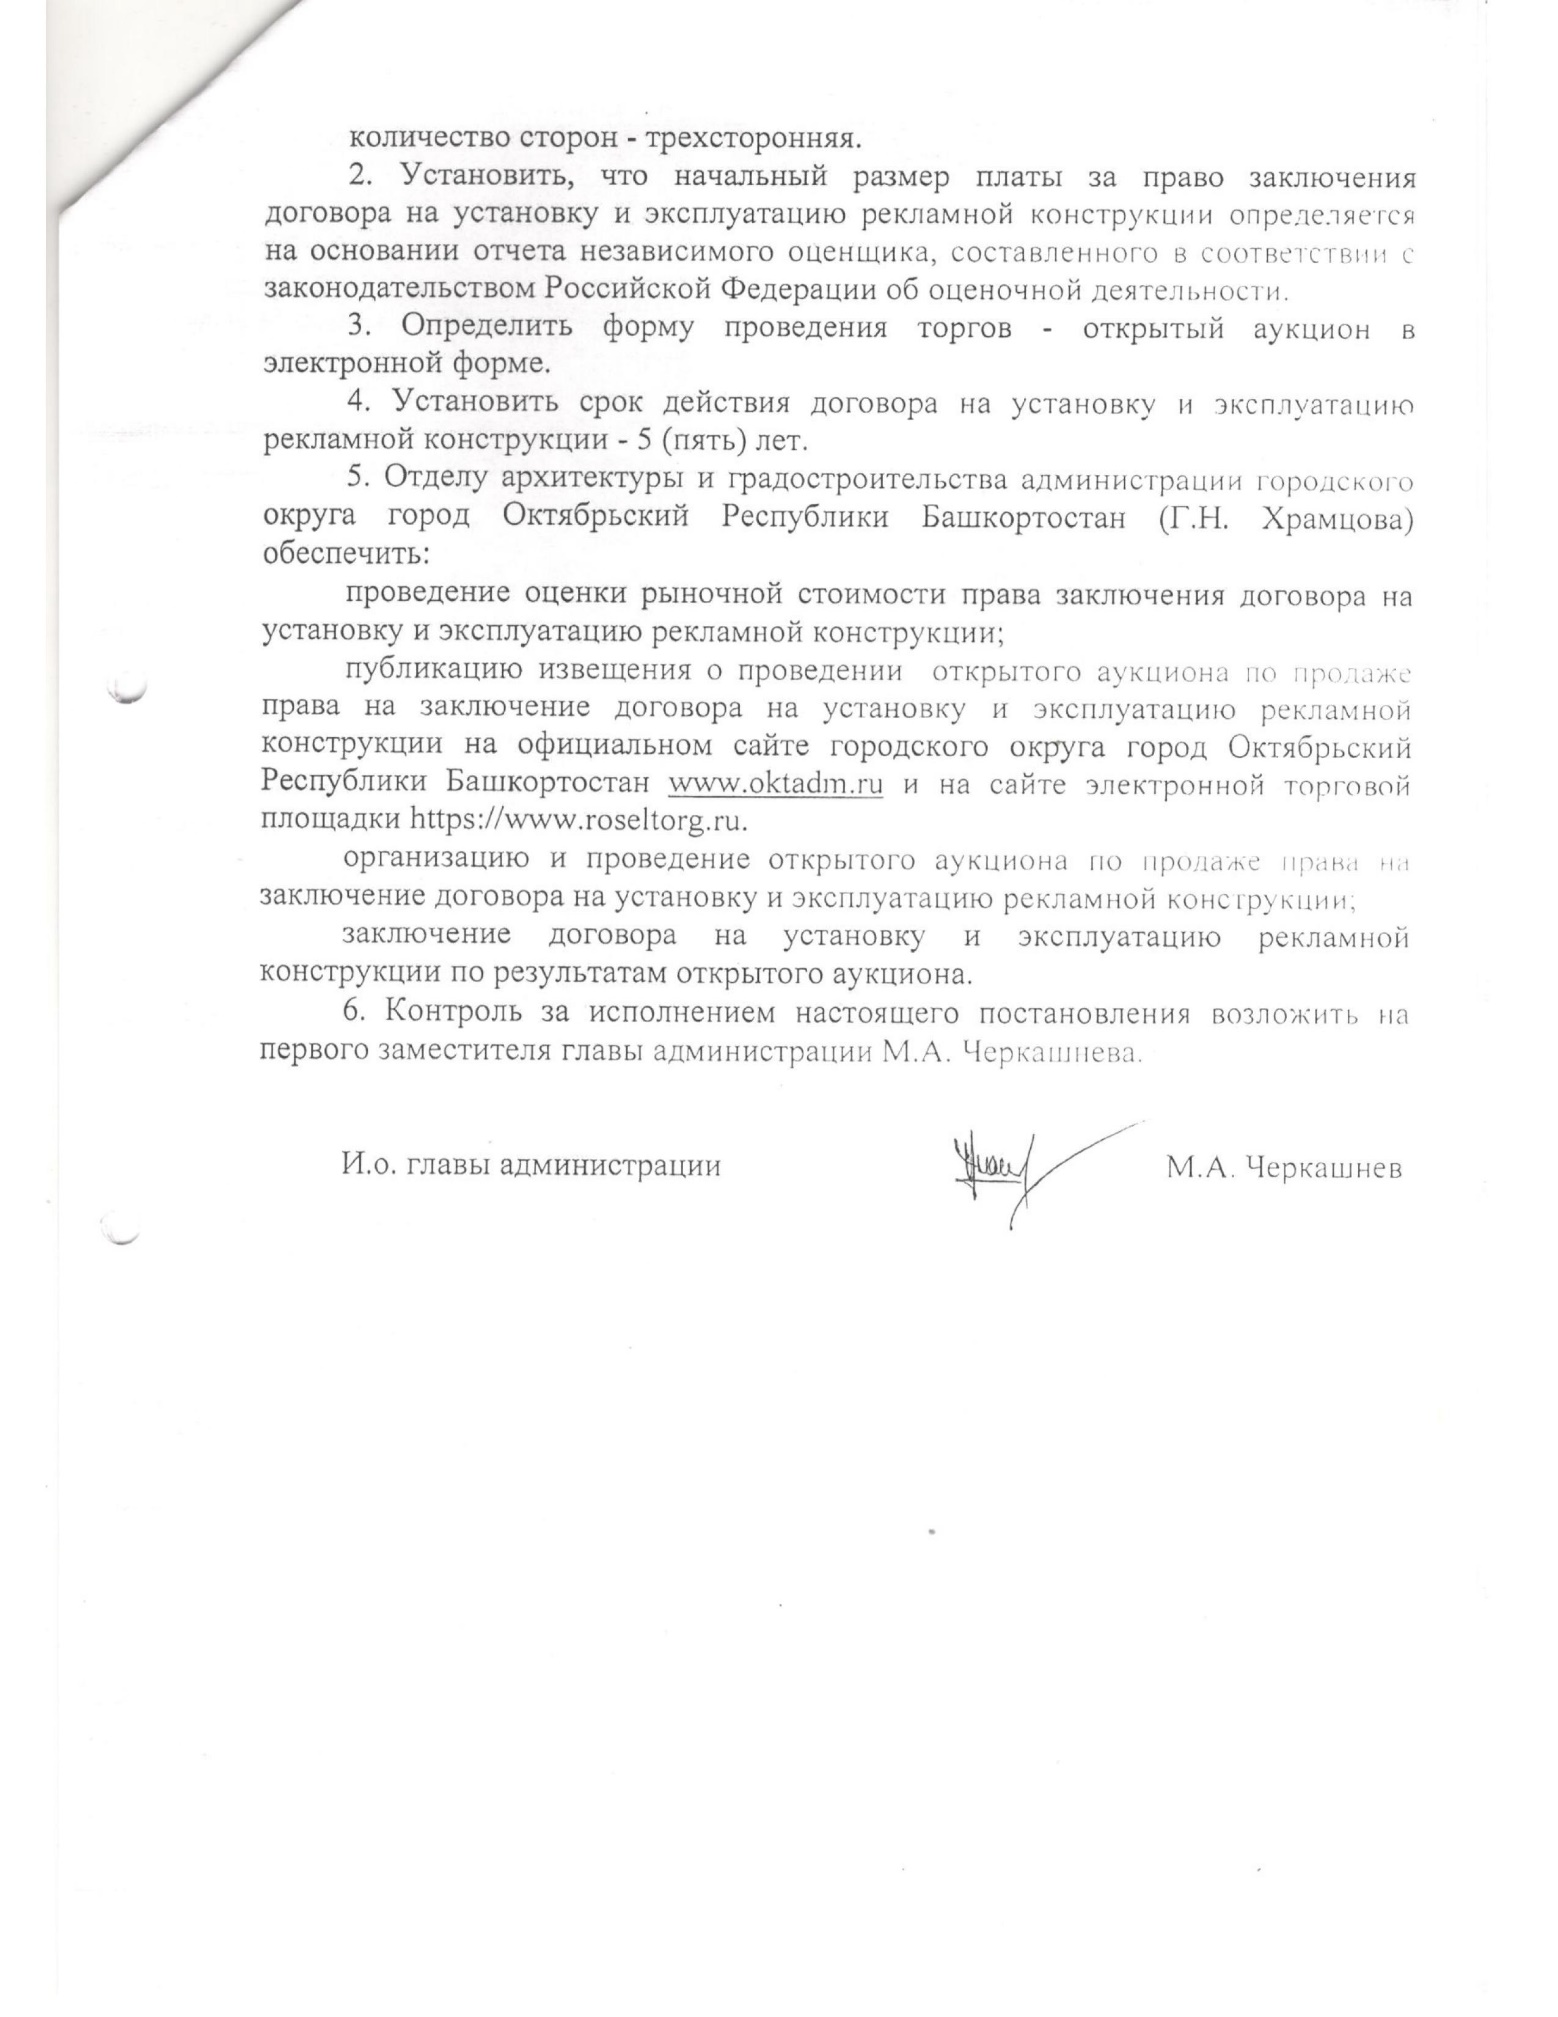 количество сторон - трехсторонняя.
2. Установить, что начальный размер платы за право заключения
договора на установку и эксплуатацию рекламной конструкции определяется
на основании отчета независимого оценщика, составленного в соответствии с
законодательством Российской Федерации об оценочной деятельности.
3. Определить форму проведения торгов - открытый аукцион в
электронной форме.
4. Установить срок действия договора на установку и эксплуатацию
рекламной конструкции - 5 (пять) лет.
5. Отделу архитектуры и градостроительства администрации городского
округа город Октябрьский Республики Башкортостан (Г.Н. Храмцова)
обеспечить:
проведение оценки рыночной стоимости права заключения договора на
установку и эксплуатацию рекламной конструкции;
публикацию извещения о проведении открытого аукциона по продаже
права на заключение договора на установку и эксплуатацию рекламной
конструкции на официальном сайте городского округа город Октябрьский
Республики Башкортостан www.oktadm.ru и на сайте электронной торговой
площадки https://www.roseltorg.ru.
организацию и проведение открытого аукциона по продаже права на
заключение договора на установку и эксплуатацию рекламной конструкции;
заключение договора на установку и эксплуатацию рекламной
конструкции по результатам открытого аукциона.
6. Контроль за исполнением настоящего постановления возложить на
первого заместителя главы администрации М.А. Черкашнева.
И.о. главы администрации М.А. Черкашнев